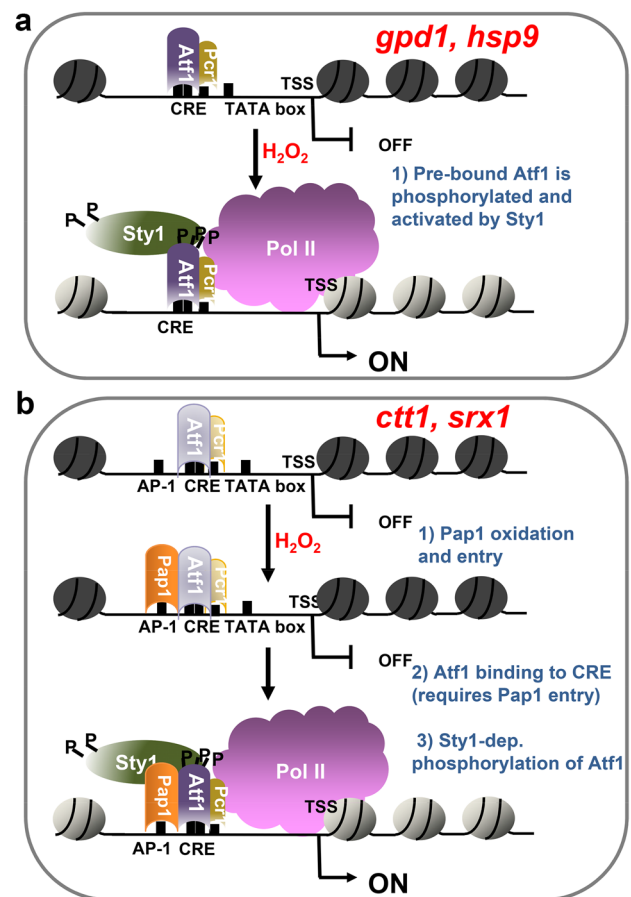 a
gpd1, hsp9
Atf1
Pcr1
TSS
CRE
TATA box
OFF
H2O2
1) Pre-bound Atf1 is
phosphorylated and
activated by Sty1
P
P
Sty1
P
P
P
Pol II
Atf1
Pcr1
TSS
CRE
ON
b
ctt1, srx1
Atf1
Pcr1
TSS
AP-1 CRE TATA box
OFF
H2O2
1) Pap1 oxidation
and entry
Pap1
Atf1
Pcr1
TSS
AP-1 CRE TATA box
OFF
2) Atf1 binding to CRE
(requires Pap1 entry)
3) Sty1-dep.
phosphorylation of Atf1
P
P
Sty1
P
P
P
Pol II
Pap1
Atf1
Pcr1
TSS
AP-1 CRE
ON